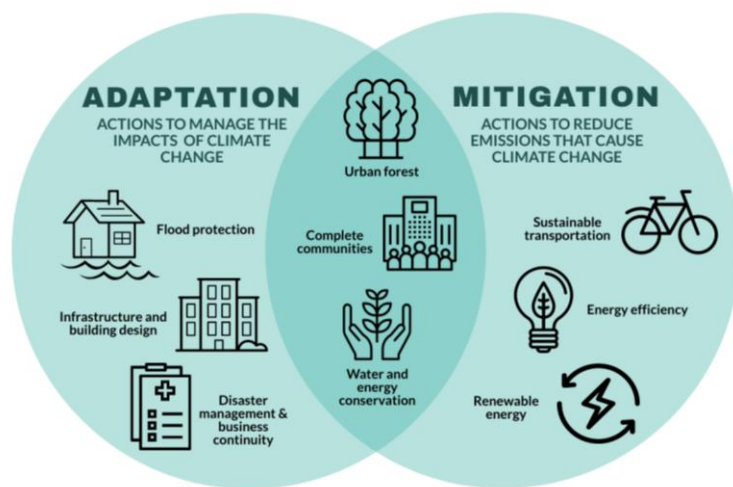 ADAPTATION
ACTIONS TO MANAGE THE
IMPACTS OF CLIMATE
CHANGE
Flood protection
Infrastructure and
building design
Disaster
management &
business
continuity
Urban forest
Complete
communities
Water and
energy
conservation
MITIGATION
ACTIONS TO REDUCE
EMISSIONS THAT CAUSE
CLIMATE CHANGE
Sustainable
transportation
Energy efficiency
Renewable
energy